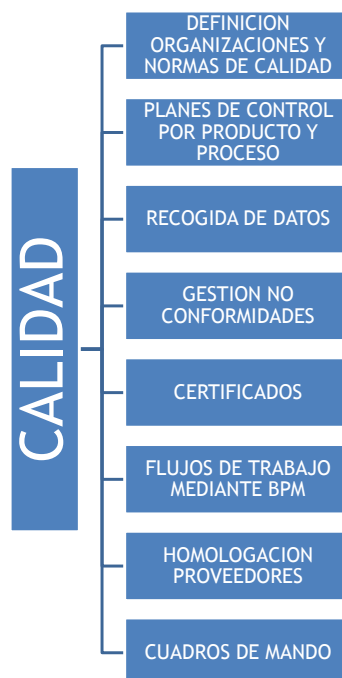 CALIDAD
DEFINICION
ORGANIZACIONES Y
NORMAS DE CALIDAD
PLANES DE CONTROL
POR PRODUCTO Y
PROCESO
RECOGIDA DE DATOS
GESTION NO
CONFORMIDADES
CERTIFICADOS
FLUJOS DE TRABAJO
MEDIANTE BPM
HOMOLOGACION
PROVEEDORES
CUADROS DE MANDO